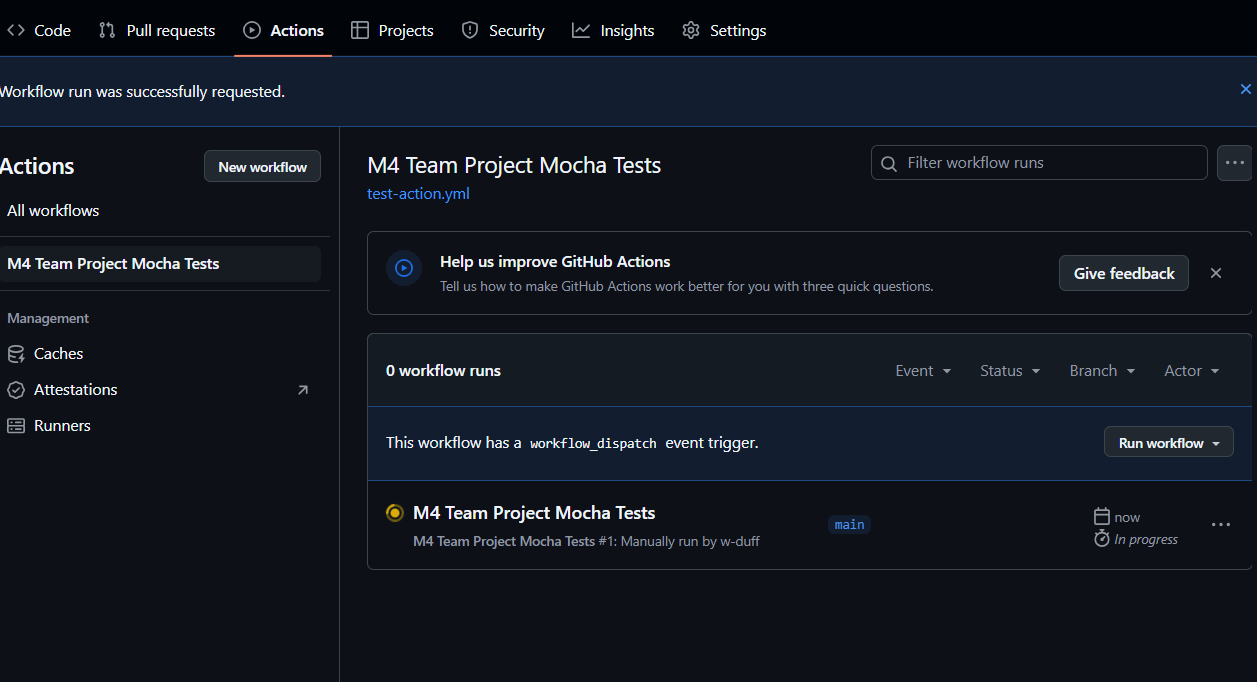 Code Pull requests Actions Projects Security Insights Settings
Workflow run was successfully requested.
Actions
New workflow
All workflows
M4 Team Project Mocha Tests
Management
Caches
Attestations
Runners
M4 Team Project Mocha Tests
test-action.yml
Filter workflow runs
Help us improve GitHub Actions
Tell us how to make GitHub Actions work better for you with three quick questions.
Give feedback
0 workflow runs
Event Status Branch Actor
This workflow has a workflow_dispatch event trigger.
Run workflow
M4 Team Project Mocha Tests
M4 Team Project Mocha Tests #1: Manually run by w-duff
main
now
In progress